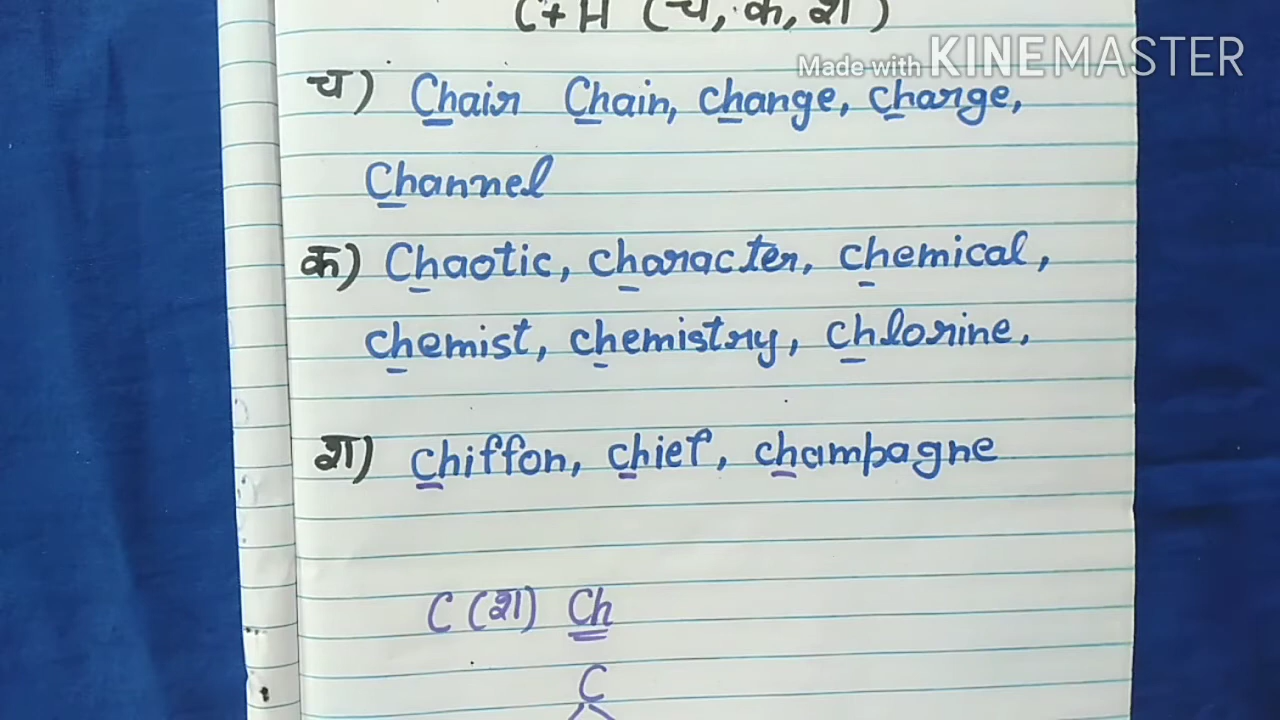 C+H (च, क, श)
Made with KINEMASTER
च) Chair Chain, change, charge,
Channel
क) Chaotic, character, chemical,
chemist, chemistry, chlorine,
श) chiffon, chief, champagne
C (श) Ch
C